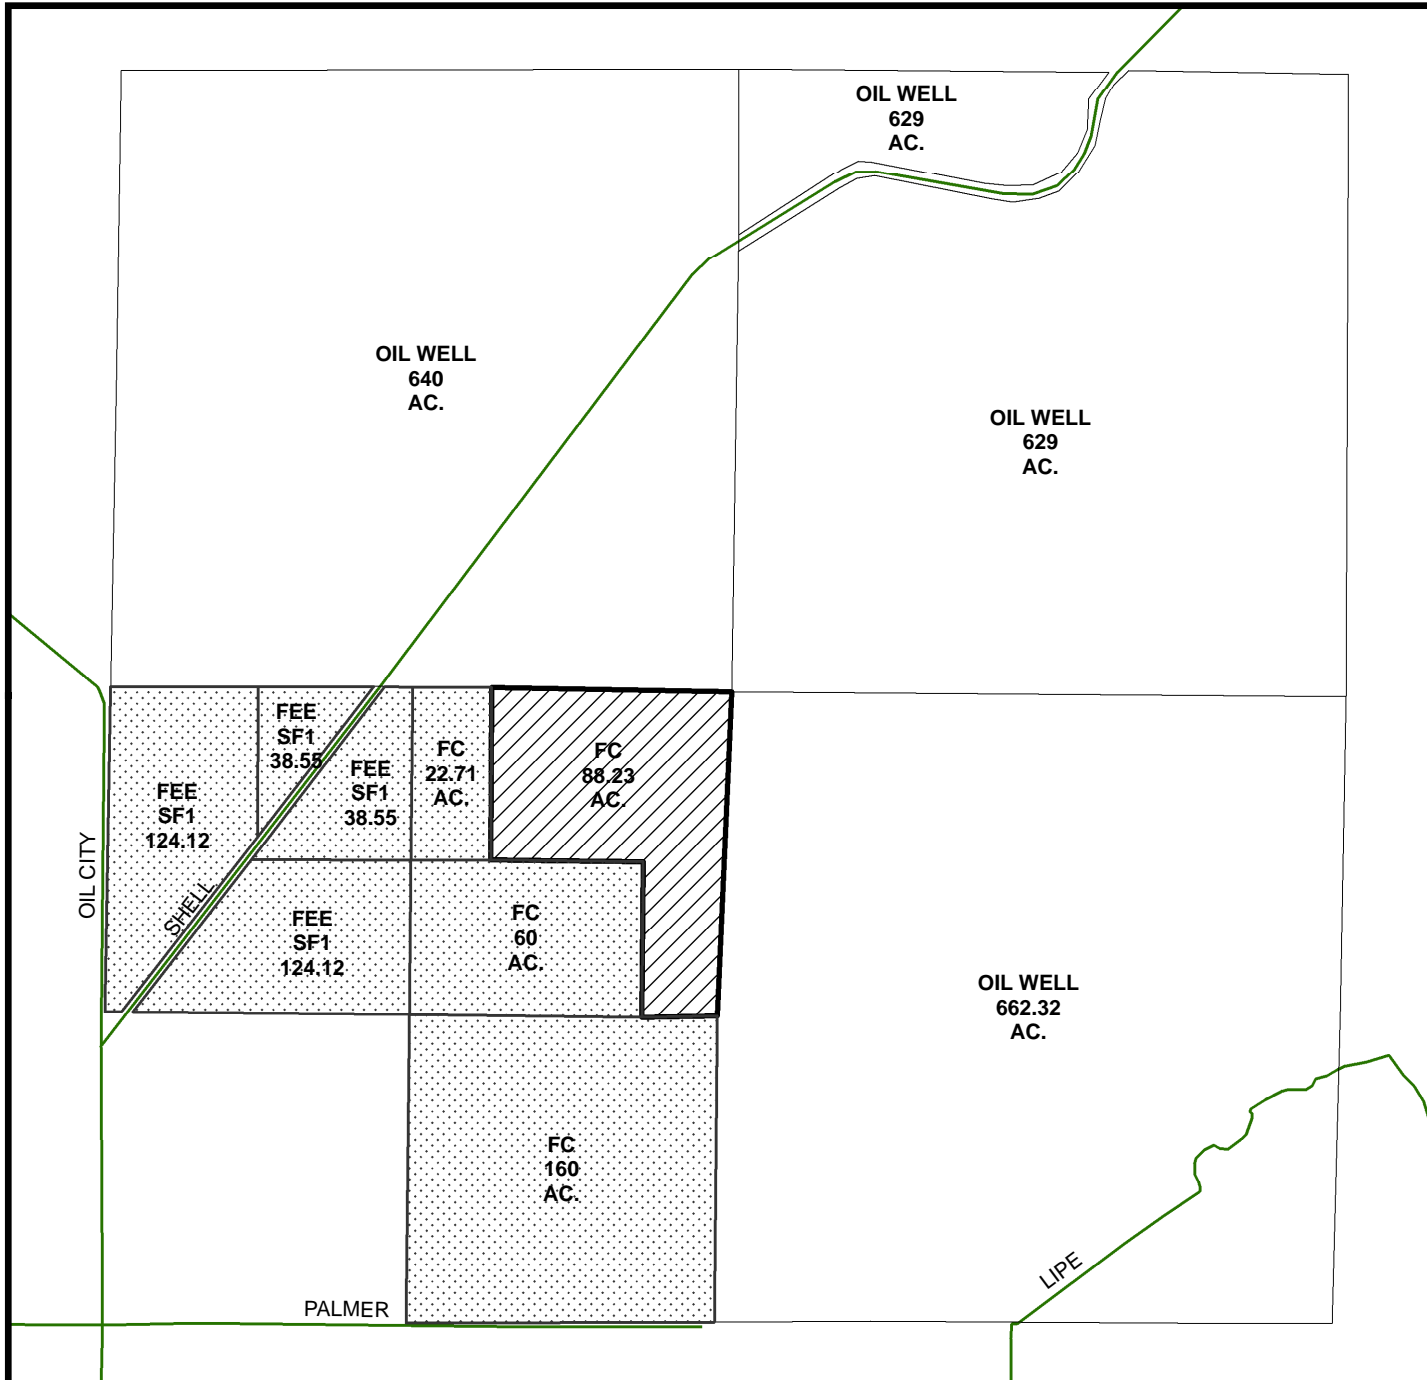 OIL WELL
629
AC.
OIL WELL
640
AC.
OIL WELL
629
AC.
FEE
SF1
38.55
FEE
SF1
38.55
FC
22.71
AC.
FC
88.23
AC.
FEE
SF1
124.12
OIL CITY
SHELL
FEE
SF1
124.12
FC
60
AC.
OIL WELL
662.32
AC.
FC
160
AC.
LIPE
PALMER